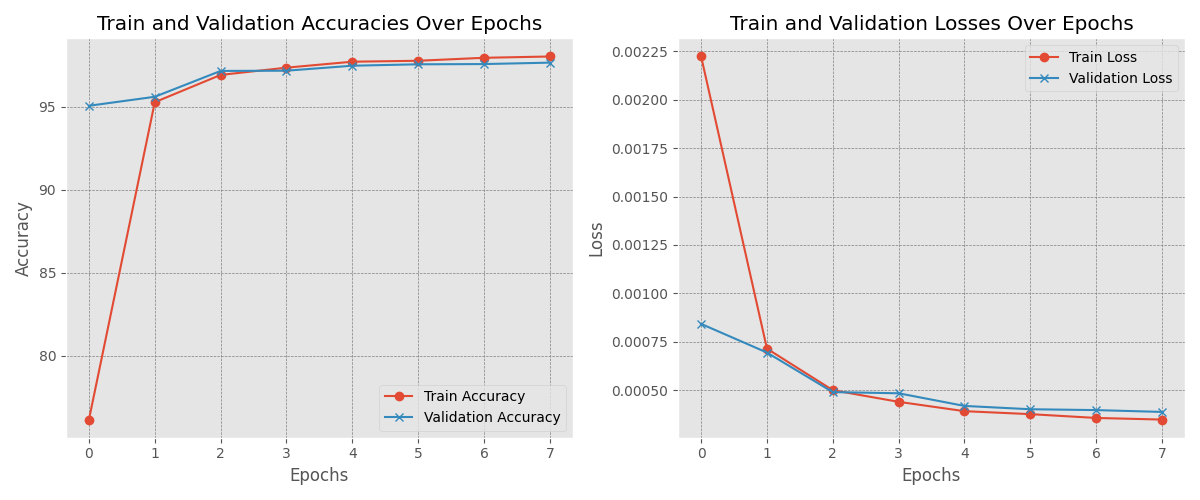 Train and Validation Accuracies Over Epochs
Accuracy
95
90
85
80
Train Accuracy
Validation Accuracy
0 1 2 3 4 5 6 7
Epochs
Train and Validation Losses Over Epochs
Loss
0.00225
0.00200
0.00175
0.00150
0.00125
0.00100
0.00075
0.00050
Train Loss
Validation Loss
0 1 2 3 4 5 6 7
Epochs